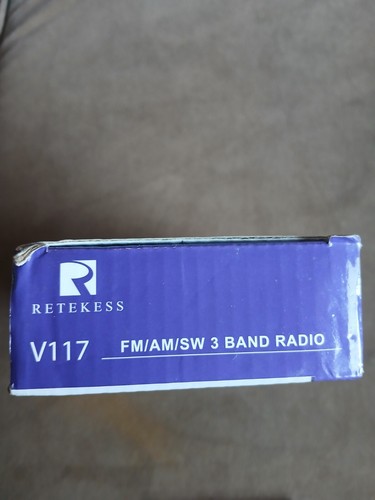 R
RETEKESS
V117 FM/AM/SW 3 BAND RADIO